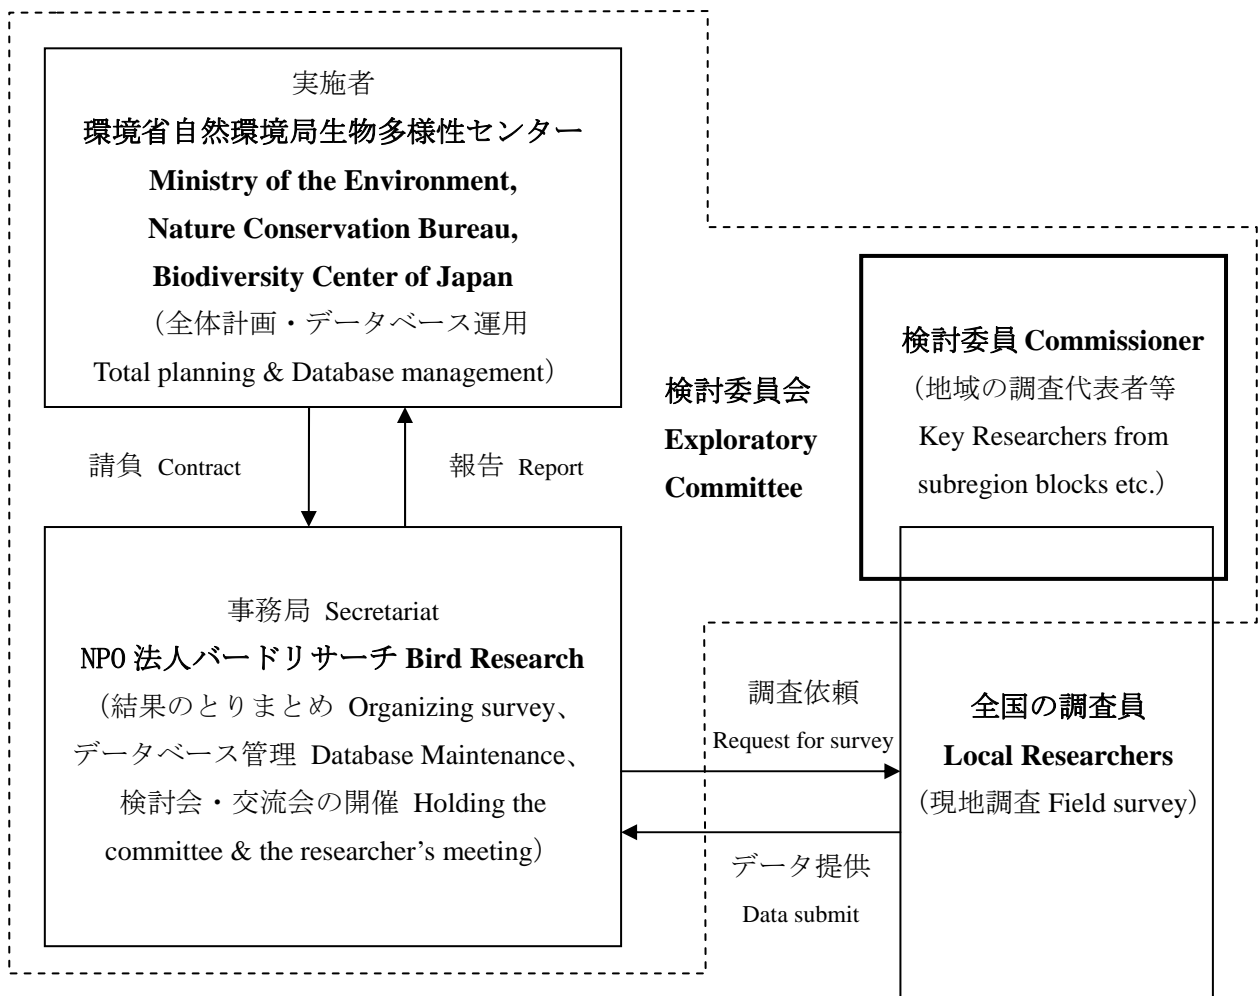 実施者
環境省自然環境局生物多様性センター
Ministry of the Environment,
Nature Conservation Bureau,
Biodiversity Center of Japan
（全体計画・データベース運用
Total planning & Database management）
請負 Contract
報告 Report
検討委員会
Exploratory
Committee
検討委員 Commissioner
（地域の調査代表者等
Key Researchers from
subregion blocks etc.）
事務局 Secretariat
NPO 法人バードリサーチ Bird Research
（結果のとりまとめ Organizing survey、
データベース管理 Database Maintenance、
検討会・交流会の開催 Holding the
committee & the researcher’s meeting）
調査依頼
Request for survey
データ提供
Data submit
全国の調査員
Local Researchers
（現地調査 Field survey）